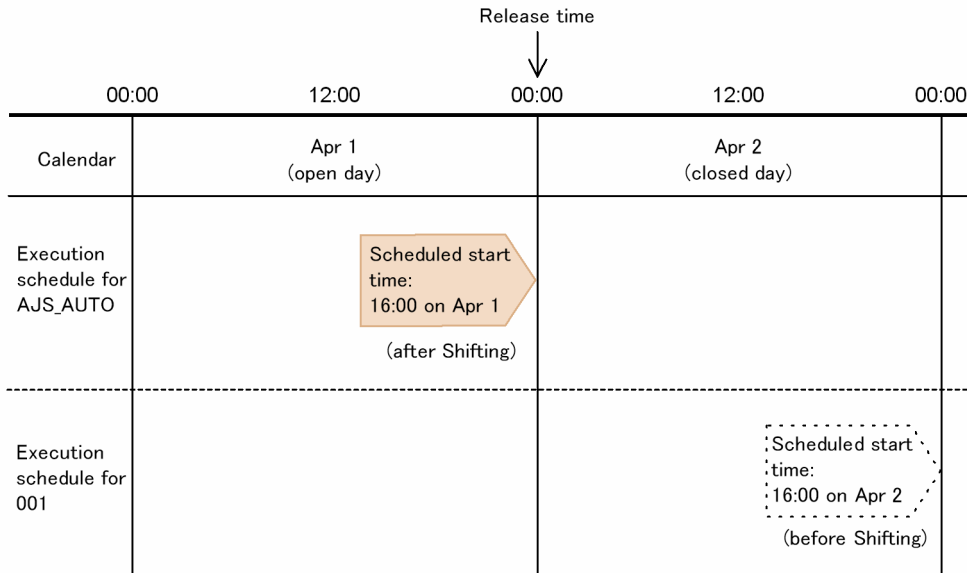 Release time
00:00 12:00 00:00 12:00 00:00
Calendar
Apr 1
(open day)
Apr 2
(closed day)
Execution
schedule for
AJS_AUTO
Scheduled start
time:
16:00 on Apr 1
(after Shifting)
Execution
schedule for
001
Scheduled start
time:
16:00 on Apr 2
(before Shifting)